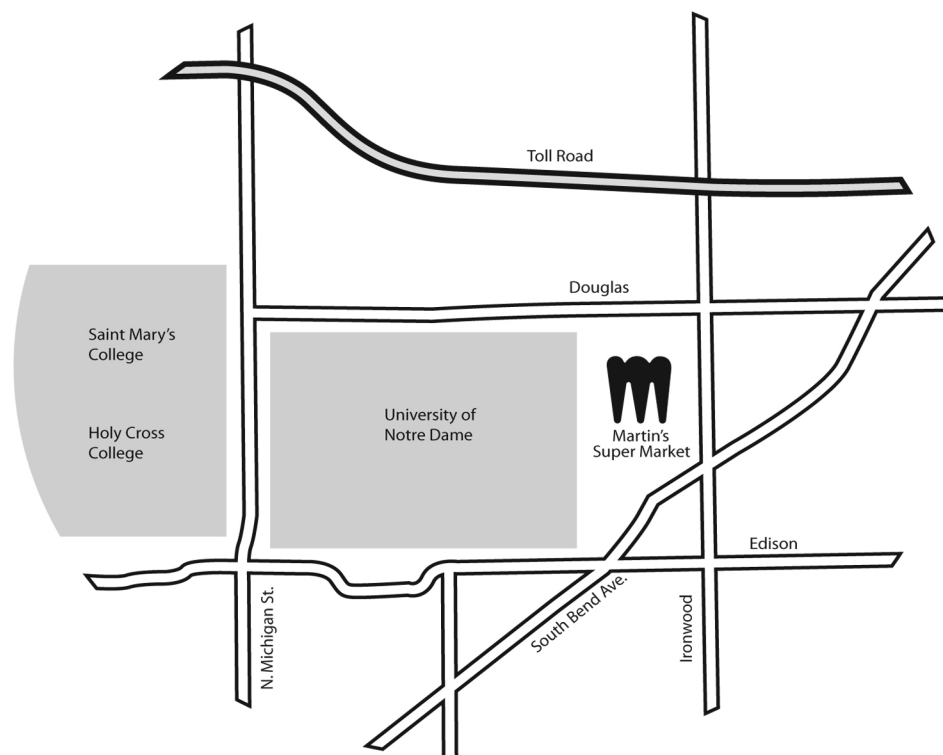 Toll Road
Douglas
Saint Mary's
College
Holy Cross
College
University of
Notre Dame
Martin's
Super Market
Edison
N. Michigan St.
South Bend Ave.
Ironwood